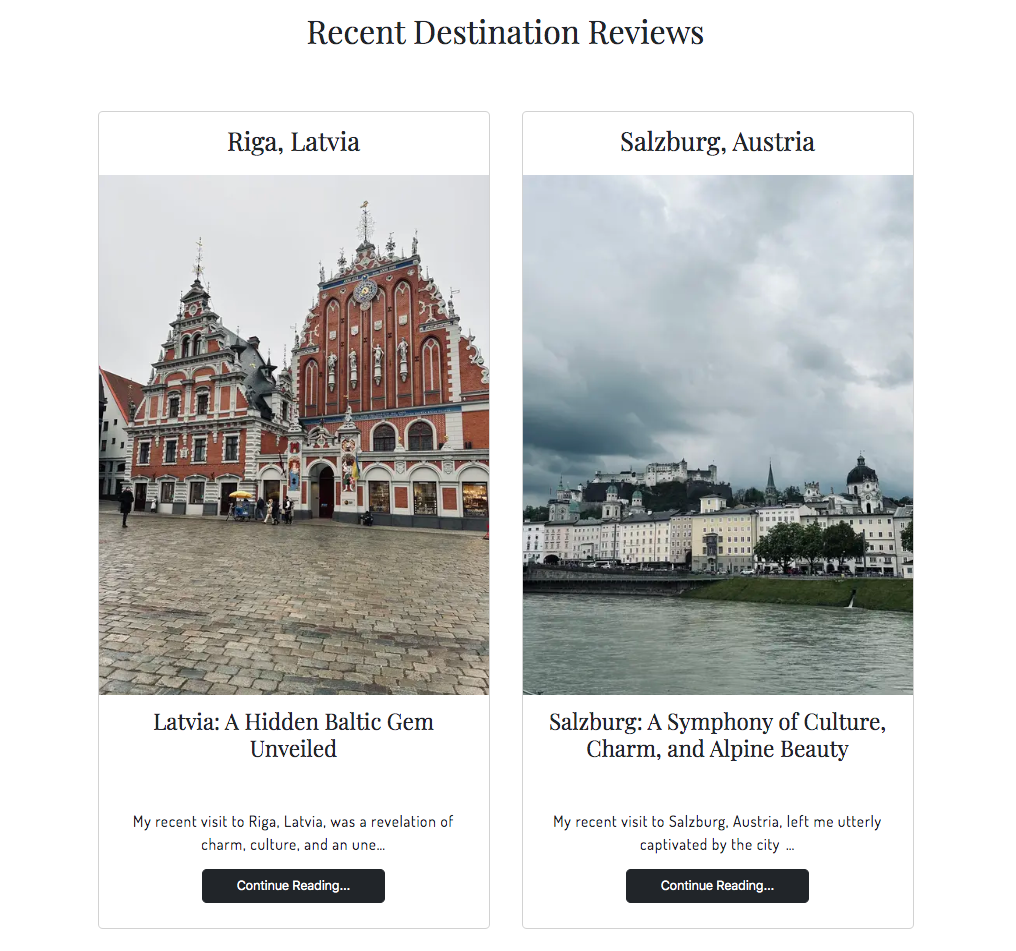 Recent Destination Reviews
Riga, Latvia
Latvia: A Hidden Baltic Gem
Unveiled
My recent visit to Riga, Latvia, was a revelation of
charm, culture, and an une...
Continue Reading...
Salzburg, Austria
Salzburg: A Symphony of Culture,
Charm, and Alpine Beauty
My recent visit to Salzburg, Austria, left me utterly
captivated by the city ...
Continue Reading...